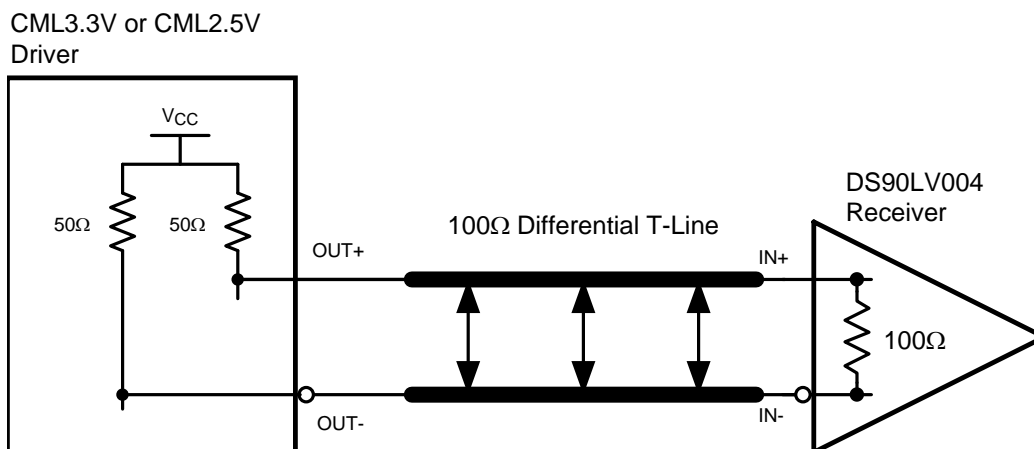 CML3.3V or CML2.5V
Driver
VCC
50Ω
50Ω
OUT+
OUT-
100Ω Differential T-Line
IN+
IN-
DS90LV004
Receiver
100Ω